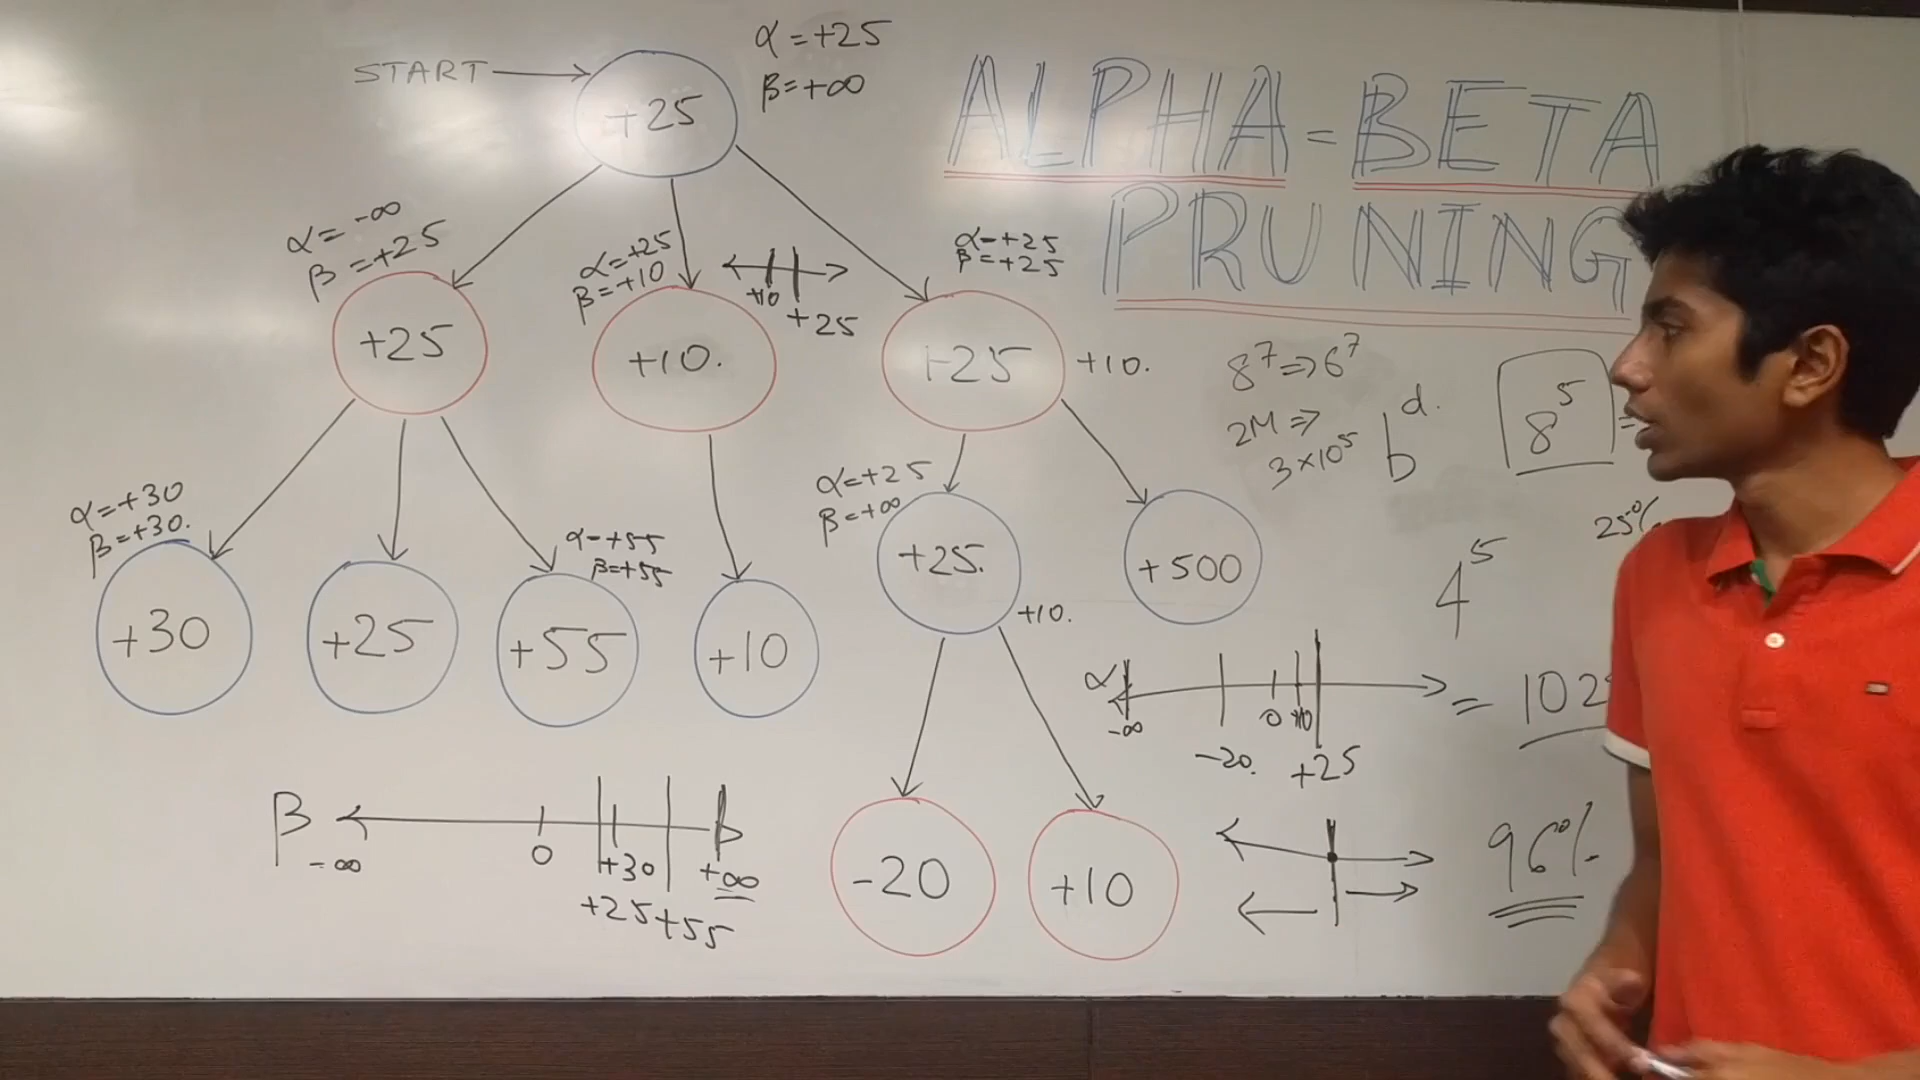 START
+25
α=+25
β=+∞
ALPHA-BETA
PRUNING
α=-∞
β=+25
+25
α=+25
β=+10
+10.
+10
+25
α=+25
β=+25
+25
+10.
8⁷⇒6⁷
2M⇒
3×10⁵
b^d.
8⁵
=
25%
4⁵
= 102
96%
α=+30
β=+30.
+30
+25
α=+55
β=+55
+55
+10
α=+25
β=+∞
+25.
+10.
+500
α
-∞
-20.
0
+10
+25
β
-∞
0
+30
+∞
+25
+55
-20
+10